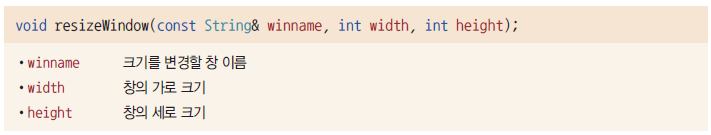 void resizeWindow(const String& winname, int width, int height);
• winname 크기를 변경할 창 이름
• width 창의 가로 크기
• height 창의 세로 크기